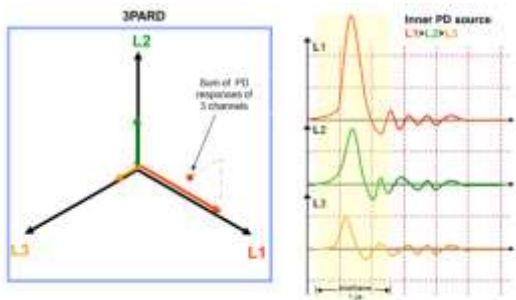 3PARD
L2
Sum of PD
responses of
3 channels
L3
L1
Inner PD source
L1>L2>L3
L1
L2
L3